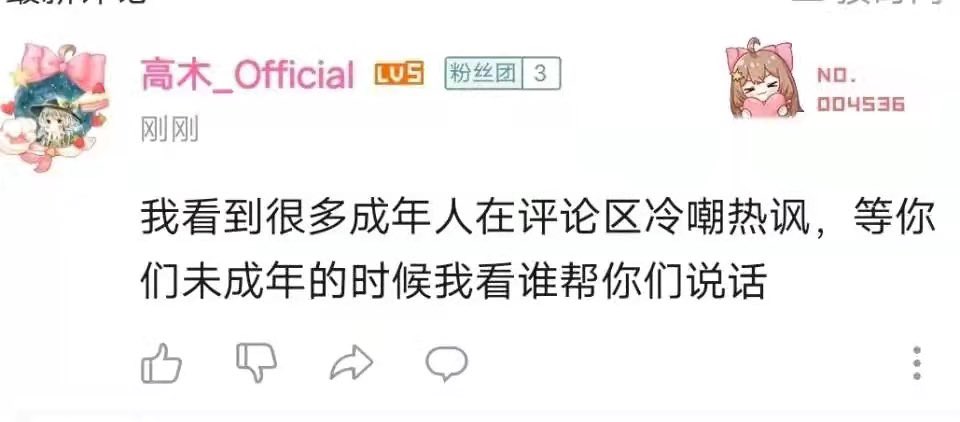 高木_Official LV5 粉丝团 3
NO.
004536
刚刚
我看到很多成年人在评论区冷嘲热讽，等你
们未成年的时候我看谁帮你们说话